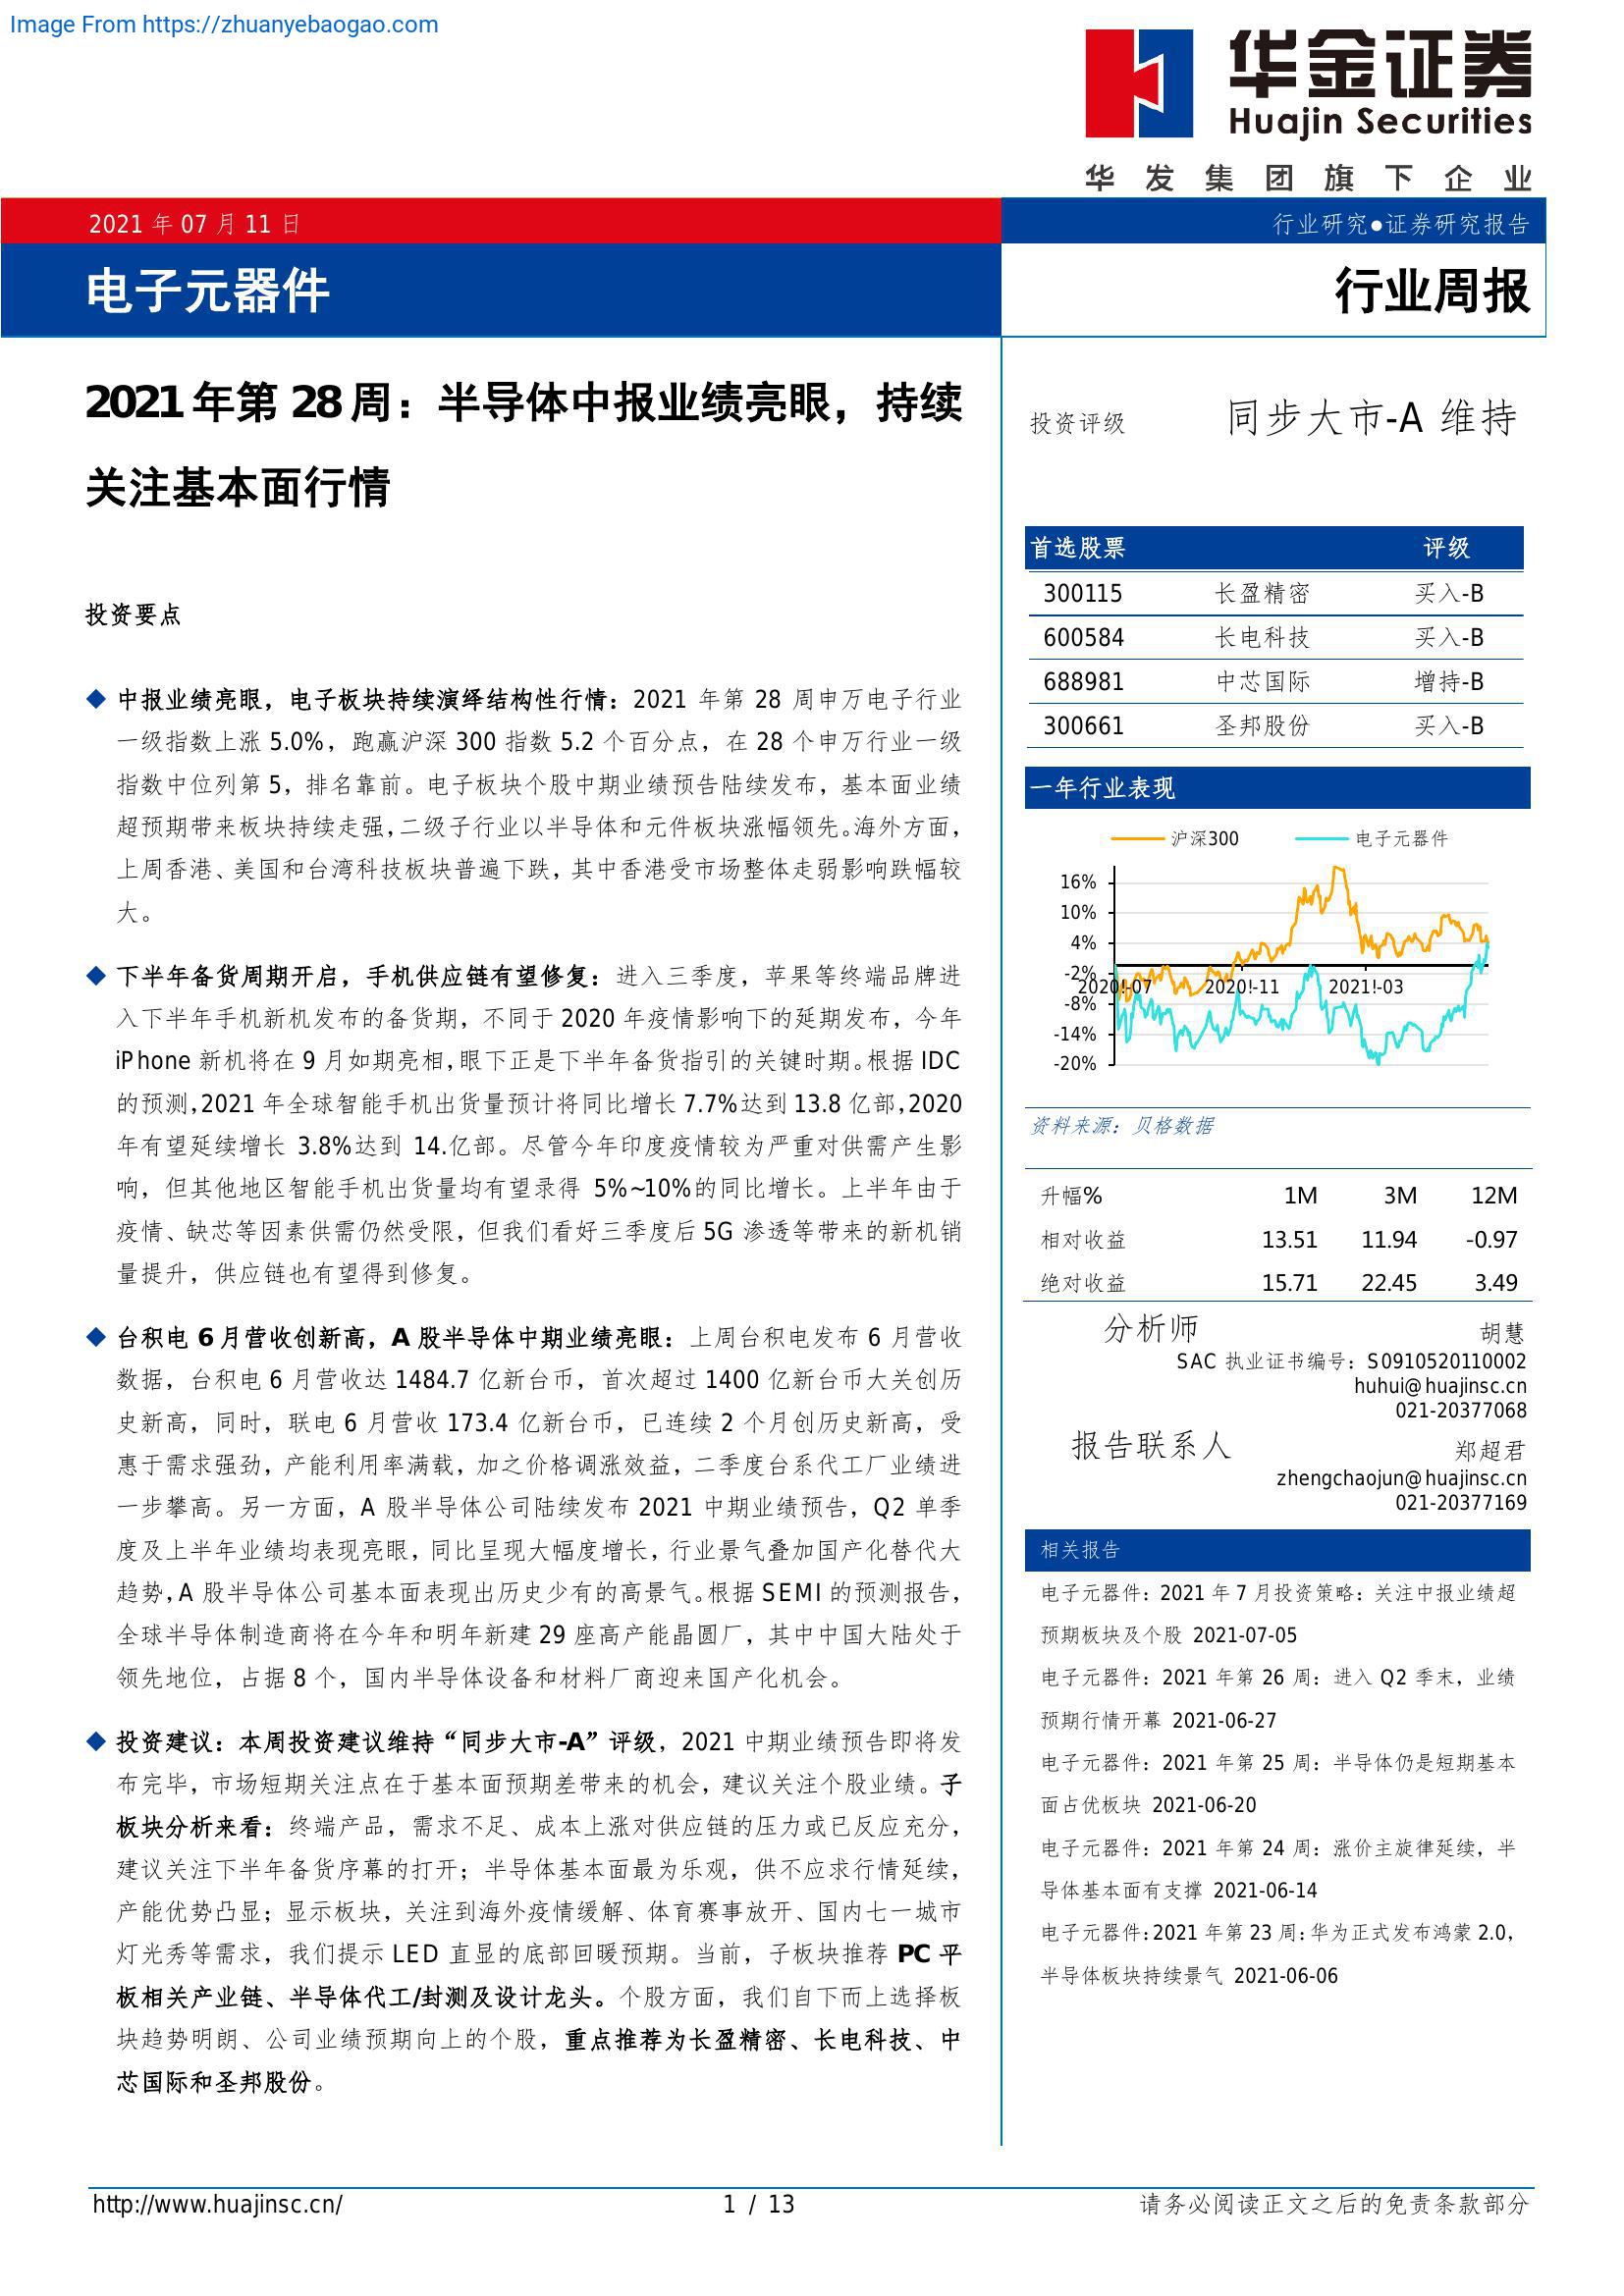 Image From https://zhuanyebaogao.com
华金证券
Huajin Securities
华发集团旗下企业
2021 年 07 月 11 日
行业研究●证券研究报告
电子元器件
行业周报
2021 年第 28 周：半导体中报业绩亮眼，持续
关注基本面行情
投资要点
◆ 中报业绩亮眼，电子板块持续演绎结构性行情：2021 年第 28 周申万电子行业
一级指数上涨 5.0%，跑赢沪深 300 指数 5.2 个百分点，在 28 个申万行业一级
指数中位列第 5，排名靠前。电子板块个股中期业绩预告陆续发布，基本面业绩
超预期带来板块持续走强，二级子行业以半导体和元件板块涨幅领先。海外方面，
上周香港、美国和台湾科技板块普遍下跌，其中香港受市场整体走弱影响跌幅较
大。
◆ 下半年备货周期开启，手机供应链有望修复：进入三季度，苹果等终端品牌进
入下半年手机新机发布的备货期，不同于 2020 年疫情影响下的延期发布，今年
iPhone 新机将在 9 月如期亮相，眼下正是下半年备货指引的关键时期。根据 IDC
的预测，2021 年全球智能手机出货量预计将同比增长 7.7%达到 13.8 亿部，2020
年有望延续增长 3.8%达到 14.亿部。尽管今年印度疫情较为严重对供需产生影
响，但其他地区智能手机出货量均有望录得 5%~10%的同比增长。上半年由于
疫情、缺芯等因素供需仍然受限，但我们看好三季度后 5G 渗透等带来的新机销
量提升，供应链也有望得到修复。
◆ 台积电 6 月营收创新高，A 股半导体中期业绩亮眼：上周台积电发布 6 月营收
数据，台积电 6 月营收达 1484.7 亿新台币，首次超过 1400 亿新台币大关创历
史新高，同时，联电 6 月营收 173.4 亿新台币，已连续 2 个月创历史新高，受
惠于需求强劲，产能利用率满载，加之价格调涨效益，二季度台系代工厂业绩进
一步攀高。另一方面，A 股半导体公司陆续发布 2021 中期业绩预告，Q2 单季
度及上半年业绩均表现亮眼，同比呈现大幅度增长，行业景气叠加国产化替代大
趋势，A 股半导体公司基本面表现出历史少有的高景气。根据 SEMI 的预测报告，
全球半导体制造商将在今年和明年新建 29 座高产能晶圆厂，其中中国大陆处于
领先地位，占据 8 个，国内半导体设备和材料厂商迎来国产化机会。
◆ 投资建议：本周投资建议维持“同步大市-A”评级，2021 中期业绩预告即将发
布完毕，市场短期关注点在于基本面预期差带来的机会，建议关注个股业绩。子
板块分析来看：终端产品，需求不足、成本上涨对供应链的压力或已反应充分，
建议关注下半年备货序幕的打开；半导体基本面最为乐观，供不应求行情延续，
产能优势凸显；显示板块，关注到海外疫情缓解、体育赛事放开、国内七一城市
灯光秀等需求，我们提示 LED 直显的底部回暖预期。当前，子板块推荐 PC 平
板相关产业链、半导体代工/封测及设计龙头。个股方面，我们自下而上选择板
块趋势明朗、公司业绩预期向上的个股，重点推荐为长盈精密、长电科技、中
芯国际和圣邦股份。
投资评级 同步大市-A 维持
首选股票 评级
300115 长盈精密 买入-B
600584 长电科技 买入-B
688981 中芯国际 增持-B
300661 圣邦股份 买入-B
一年行业表现
沪深300 电子元器件
16%
10%
4%
-2%
2020!-07 2020!-11 2021!-03
-8%
-14%
-20%
资料来源：贝格数据
升幅% 1M 3M 12M
相对收益 13.51 11.94 -0.97
绝对收益 15.71 22.45 3.49
分析师 胡慧
SAC 执业证书编号：S0910520110002
huhui@huajinsc.cn
021-20377068
报告联系人 郑超君
zhengchaojun@huajinsc.cn
021-20377169
相关报告
电子元器件：2021 年 7 月投资策略：关注中报业绩超
预期板块及个股 2021-07-05
电子元器件：2021 年第 26 周：进入 Q2 季末，业绩
预期行情开幕 2021-06-27
电子元器件：2021 年第 25 周：半导体仍是短期基本
面占优板块 2021-06-20
电子元器件：2021 年第 24 周：涨价主旋律延续，半
导体基本面有支撑 2021-06-14
电子元器件：2021 年第 23 周：华为正式发布鸿蒙 2.0，
半导体板块持续景气 2021-06-06
http://www.huajinsc.cn/ 1 / 13 请务必阅读正文之后的免责条款部分